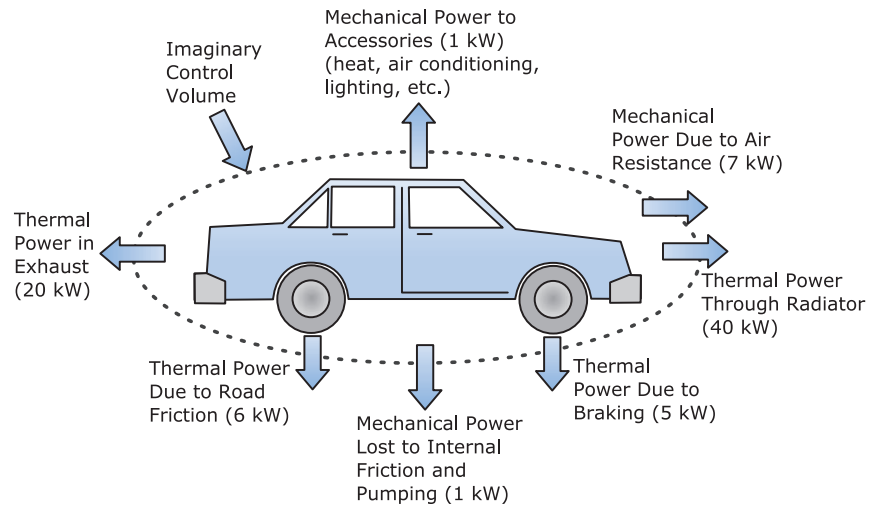 Mechanical Power to
Accessories (1 kW)
(heat, air conditioning,
lighting, etc.)
Imaginary
Control
Volume
Mechanical
Power Due to Air
Resistance (7 kW)
Thermal
Power in
Exhaust
(20 kW)
Thermal Power
Through Radiator
(40 kW)
Thermal Power
Due to Road
Friction (6 kW)
Mechanical Power
Lost to Internal
Friction and
Pumping (1 kW)
Thermal
Power Due to
Braking (5 kW)